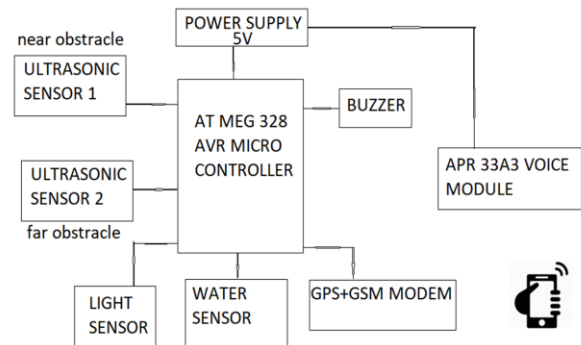 near obstracle
POWER SUPPLY
5V
ULTRASONIC
SENSOR 1
AT MEG 328
AVR MICRO
CONTROLLER
BUZZER
ULTRASONIC
SENSOR 2
far obstracle
APR 33A3 VOICE
MODULE
LIGHT
SENSOR
WATER
SENSOR
GPS+GSM MODEM